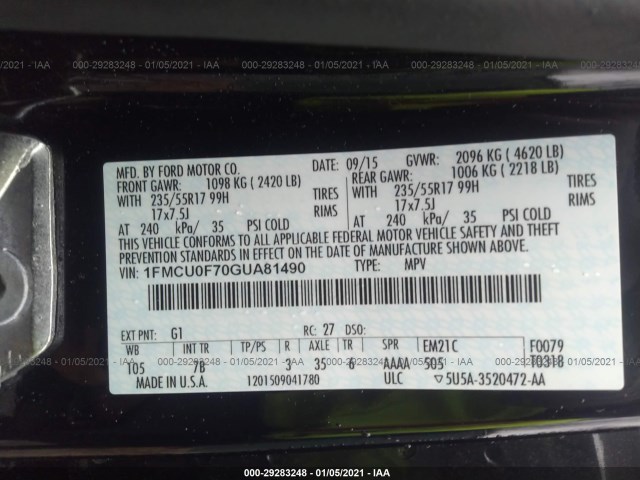 000-29283248 - 01/05/2021 - IAA
MFD. BY FORD MOTOR CO. DATE: 09/15 GVWR: 2096 KG ( 4620 LB)
FRONT GAWR: 1098 KG ( 2420 LB) REAR GAWR: 1006 KG ( 2218 LB)
WITH 235/55R17 99H TIRES WITH 235/55R17 99H TIRES
17x7.5J RIMS 17x7.5J RIMS
AT 240 kPa/ 35 PSI COLD AT 240 kPa/ 35 PSI COLD
THIS VEHICLE CONFORMS TO ALL APPLICABLE FEDERAL MOTOR VEHICLE SAFETY AND THEFT
PREVENTION STANDARDS IN EFFECT ON THE DATE OF MANUFACTURE SHOWN ABOVE.
VIN: 1FMCU0F70GUA81490 TYPE: MPV
EXT PNT: G1 RC: 27 DSO:
WB INT TR TP/PS R AXLE TR SPR EM21C F0079
105 7B 3 35 6 AAAA 505 T0318
MADE IN U.S.A. 1201509041780 ULC 5U5A-3520472-AA
000-29283248 - 01/05/2021 - IAA